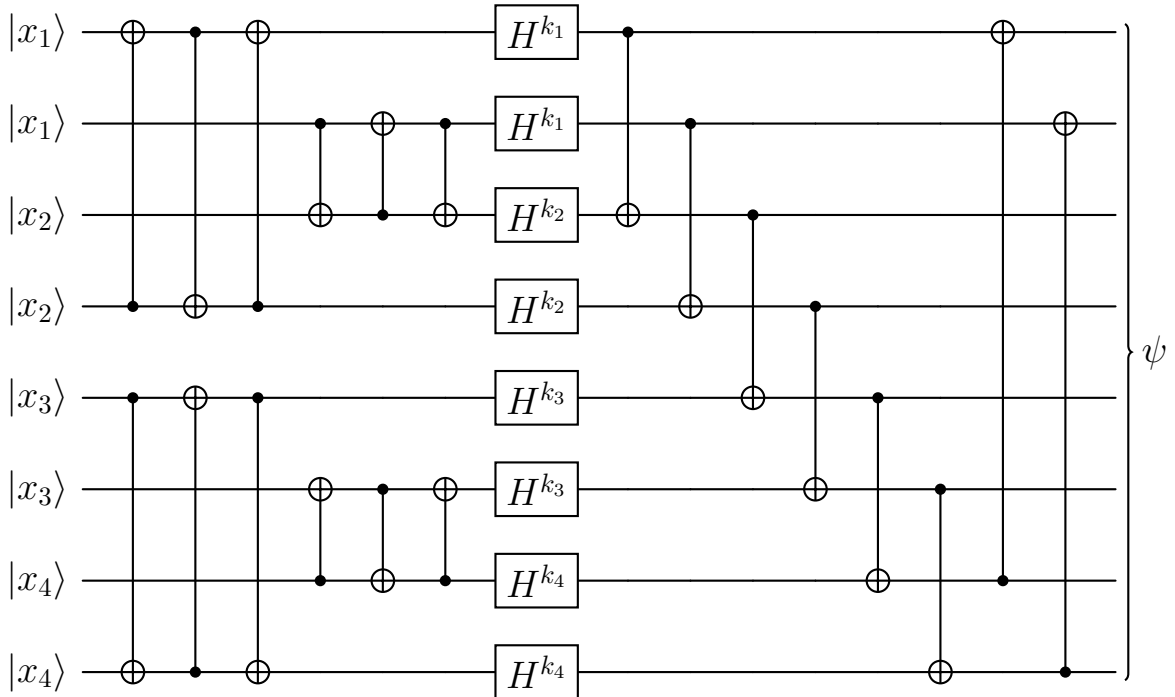 |x₁⟩ H^{k₁}
|x₁⟩ H^{k₁}
|x₂⟩ H^{k₂}
|x₂⟩ H^{k₂}
ψ
|x₃⟩ H^{k₃}
|x₃⟩ H^{k₃}
|x₄⟩ H^{k₄}
|x₄⟩ H^{k₄}